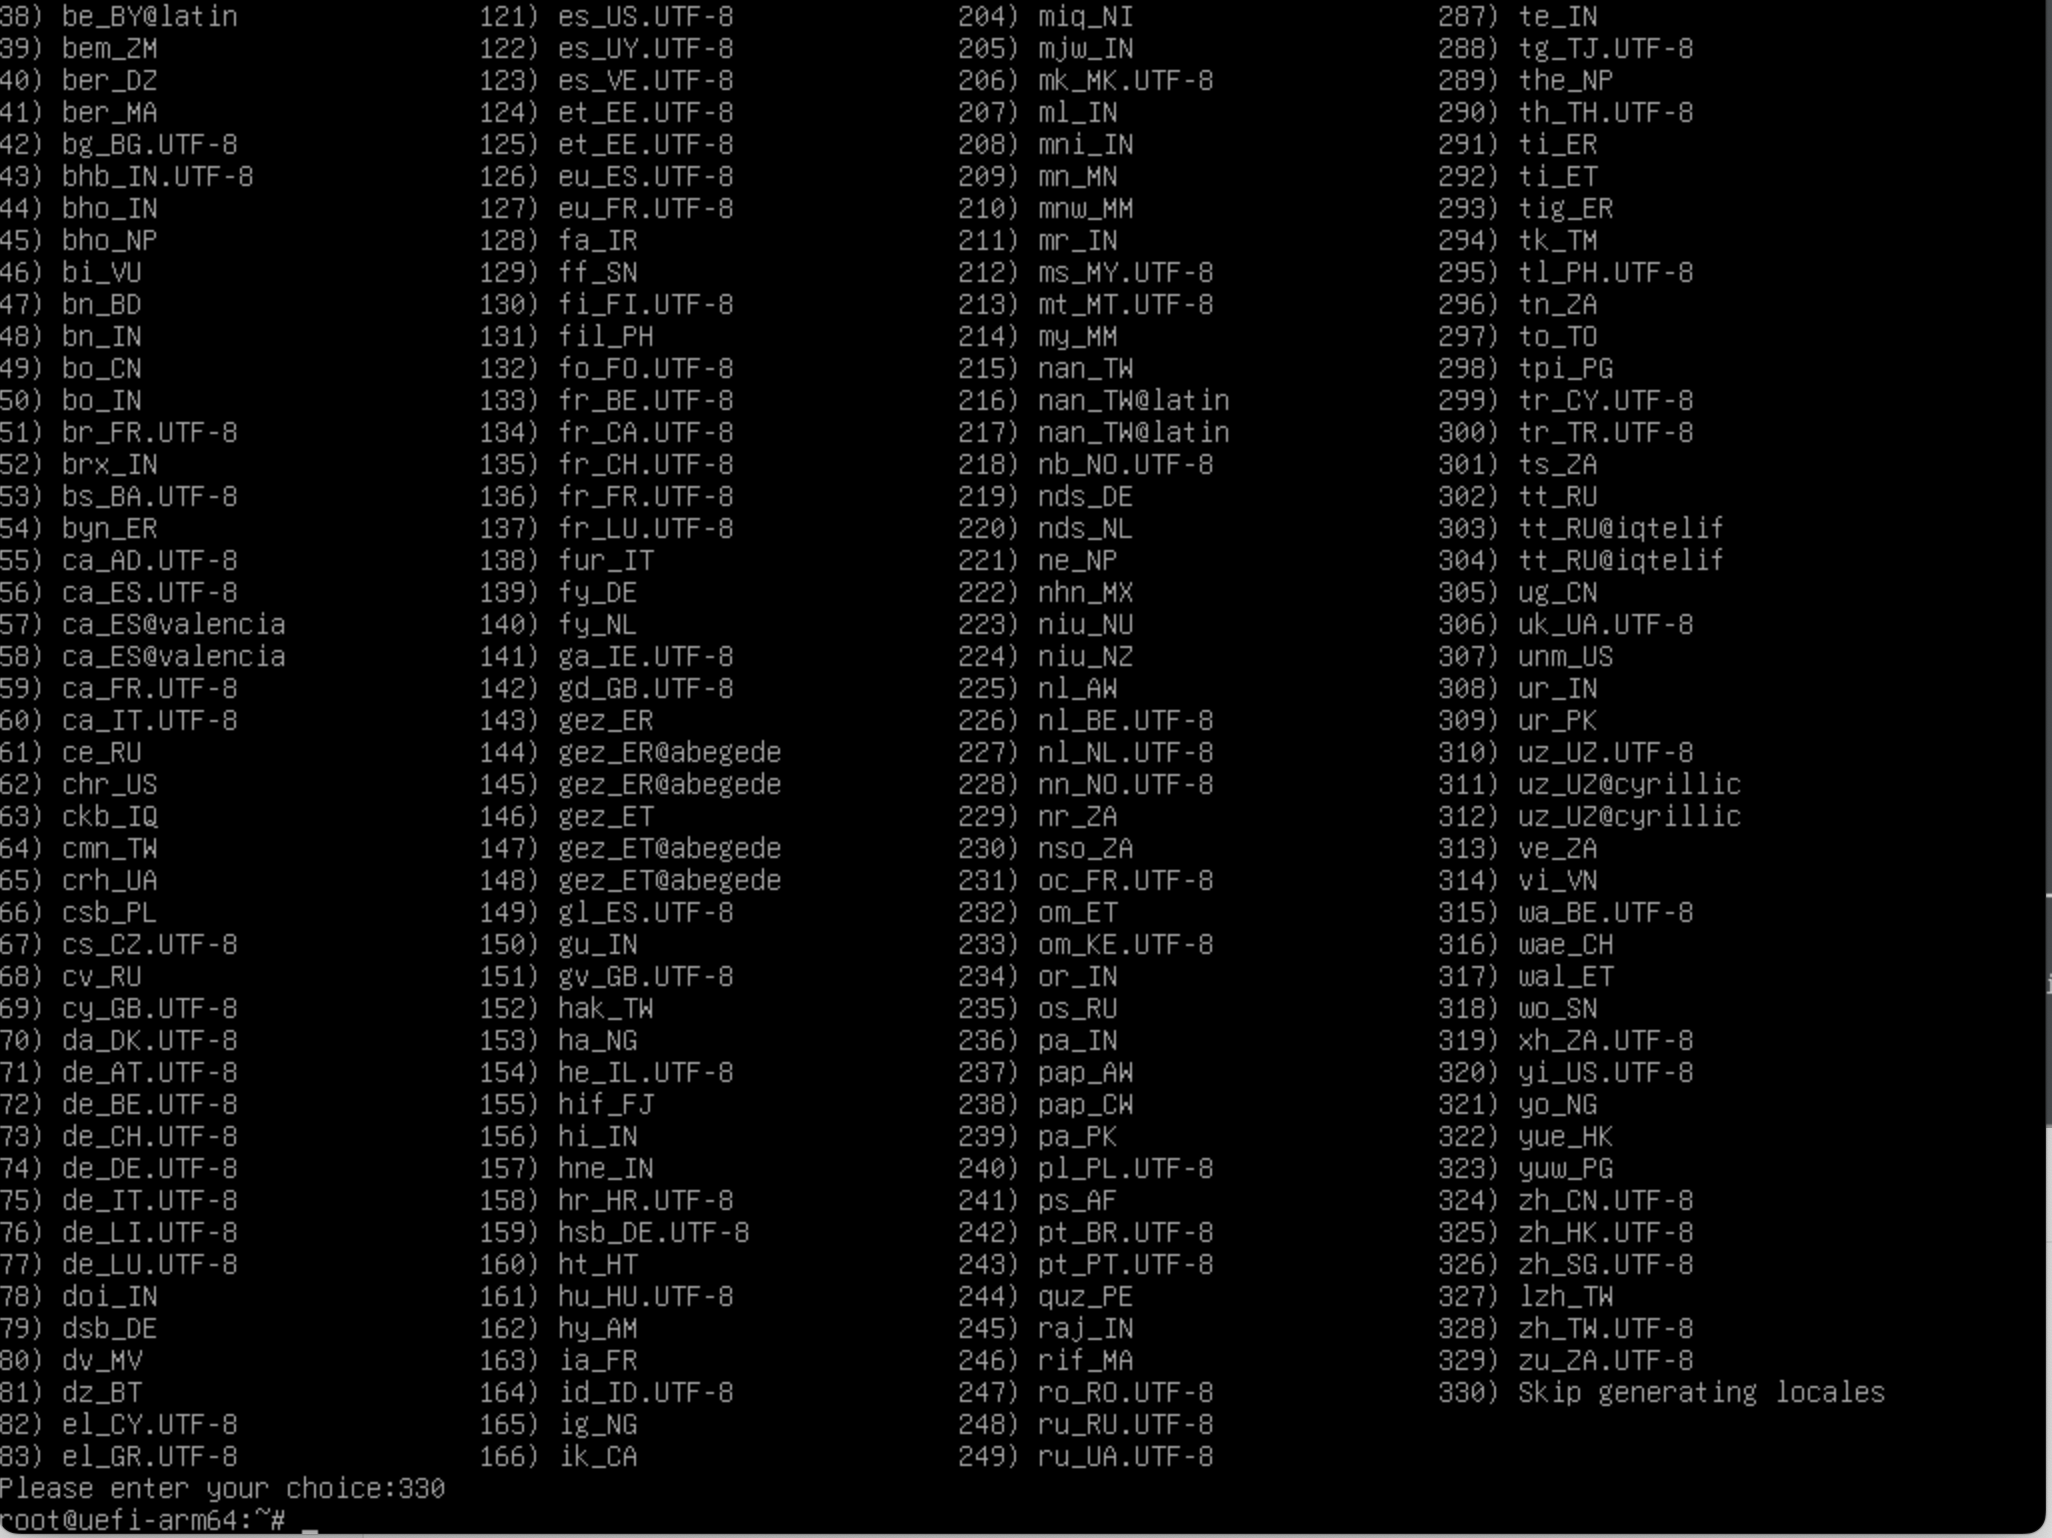 38) be_BY@latin 121) es_US.UTF-8 204) miq_NI 287) te_IN
39) bem_ZM 122) es_UY.UTF-8 205) mjw_IN 288) tg_TJ.UTF-8
40) ber_DZ 123) es_VE.UTF-8 206) mk_MK.UTF-8 289) the_NP
41) ber_MA 124) et_EE.UTF-8 207) ml_IN 290) th_TH.UTF-8
42) bg_BG.UTF-8 125) et_EE.UTF-8 208) mni_IN 291) ti_ER
43) bhb_IN.UTF-8 126) eu_ES.UTF-8 209) mn_MN 292) ti_ET
44) bho_IN 127) eu_FR.UTF-8 210) mnw_MM 293) tig_ER
45) bho_NP 128) fa_IR 211) mr_IN 294) tk_TM
46) bi_VU 129) ff_SN 212) ms_MY.UTF-8 295) tl_PH.UTF-8
47) bn_BD 130) fi_FI.UTF-8 213) mt_MT.UTF-8 296) tn_ZA
48) bn_IN 131) fil_PH 214) my_MM 297) to_TO
49) bo_CN 132) fo_FO.UTF-8 215) nan_TW 298) tpi_PG
50) bo_IN 133) fr_BE.UTF-8 216) nan_TW@latin 299) tr_CY.UTF-8
51) br_FR.UTF-8 134) fr_CA.UTF-8 217) nan_TW@latin 300) tr_TR.UTF-8
52) brx_IN 135) fr_CH.UTF-8 218) nb_NO.UTF-8 301) ts_ZA
53) bs_BA.UTF-8 136) fr_FR.UTF-8 219) nds_DE 302) tt_RU
54) byn_ER 137) fr_LU.UTF-8 220) nds_NL 303) tt_RU@iqtelif
55) ca_AD.UTF-8 138) fur_IT 221) ne_NP 304) tt_RU@iqtelif
56) ca_ES.UTF-8 139) fy_DE 222) nhn_MX 305) ug_CN
57) ca_ES@valencia 140) fy_NL 223) niu_NU 306) uk_UA.UTF-8
58) ca_ES@valencia 141) ga_IE.UTF-8 224) niu_NZ 307) unm_US
59) ca_FR.UTF-8 142) gd_GB.UTF-8 225) nl_AW 308) ur_IN
60) ca_IT.UTF-8 143) gez_ER 226) nl_BE.UTF-8 309) ur_PK
61) ce_RU 144) gez_ER@abegede 227) nl_NL.UTF-8 310) uz_UZ.UTF-8
62) chr_US 145) gez_ER@abegede 228) nn_NO.UTF-8 311) uz_UZ@cyrillic
63) ckb_IQ 146) gez_ET 229) nr_ZA 312) uz_UZ@cyrillic
64) cmn_TW 147) gez_ET@abegede 230) nso_ZA 313) ve_ZA
65) crh_UA 148) gez_ET@abegede 231) oc_FR.UTF-8 314) vi_VN
66) csb_PL 149) gl_ES.UTF-8 232) om_ET 315) wa_BE.UTF-8
67) cs_CZ.UTF-8 150) gu_IN 233) om_KE.UTF-8 316) wae_CH
68) cv_RU 151) gv_GB.UTF-8 234) or_IN 317) wal_ET
69) cy_GB.UTF-8 152) hak_TW 235) os_RU 318) wo_SN
70) da_DK.UTF-8 153) ha_NG 236) pa_IN 319) xh_ZA.UTF-8
71) de_AT.UTF-8 154) he_IL.UTF-8 237) pap_AW 320) yi_US.UTF-8
72) de_BE.UTF-8 155) hif_FJ 238) pap_CW 321) yo_NG
73) de_CH.UTF-8 156) hi_IN 239) pa_PK 322) yue_HK
74) de_DE.UTF-8 157) hne_IN 240) pl_PL.UTF-8 323) yuw_PG
75) de_IT.UTF-8 158) hr_HR.UTF-8 241) ps_AF 324) zh_CN.UTF-8
76) de_LI.UTF-8 159) hsb_DE.UTF-8 242) pt_BR.UTF-8 325) zh_HK.UTF-8
77) de_LU.UTF-8 160) ht_HT 243) pt_PT.UTF-8 326) zh_SG.UTF-8
78) doi_IN 161) hu_HU.UTF-8 244) quz_PE 327) lzh_TW
79) dsb_DE 162) hy_AM 245) raj_IN 328) zh_TW.UTF-8
80) dv_MV 163) ia_FR 246) rif_MA 329) zu_ZA.UTF-8
81) dz_BT 164) id_ID.UTF-8 247) ro_RO.UTF-8 330) Skip generating locales
82) el_CY.UTF-8 165) ig_NG 248) ru_RU.UTF-8
83) el_GR.UTF-8 166) ik_CA 249) ru_UA.UTF-8
Please enter your choice:330
root@uefi-arm64:~# _